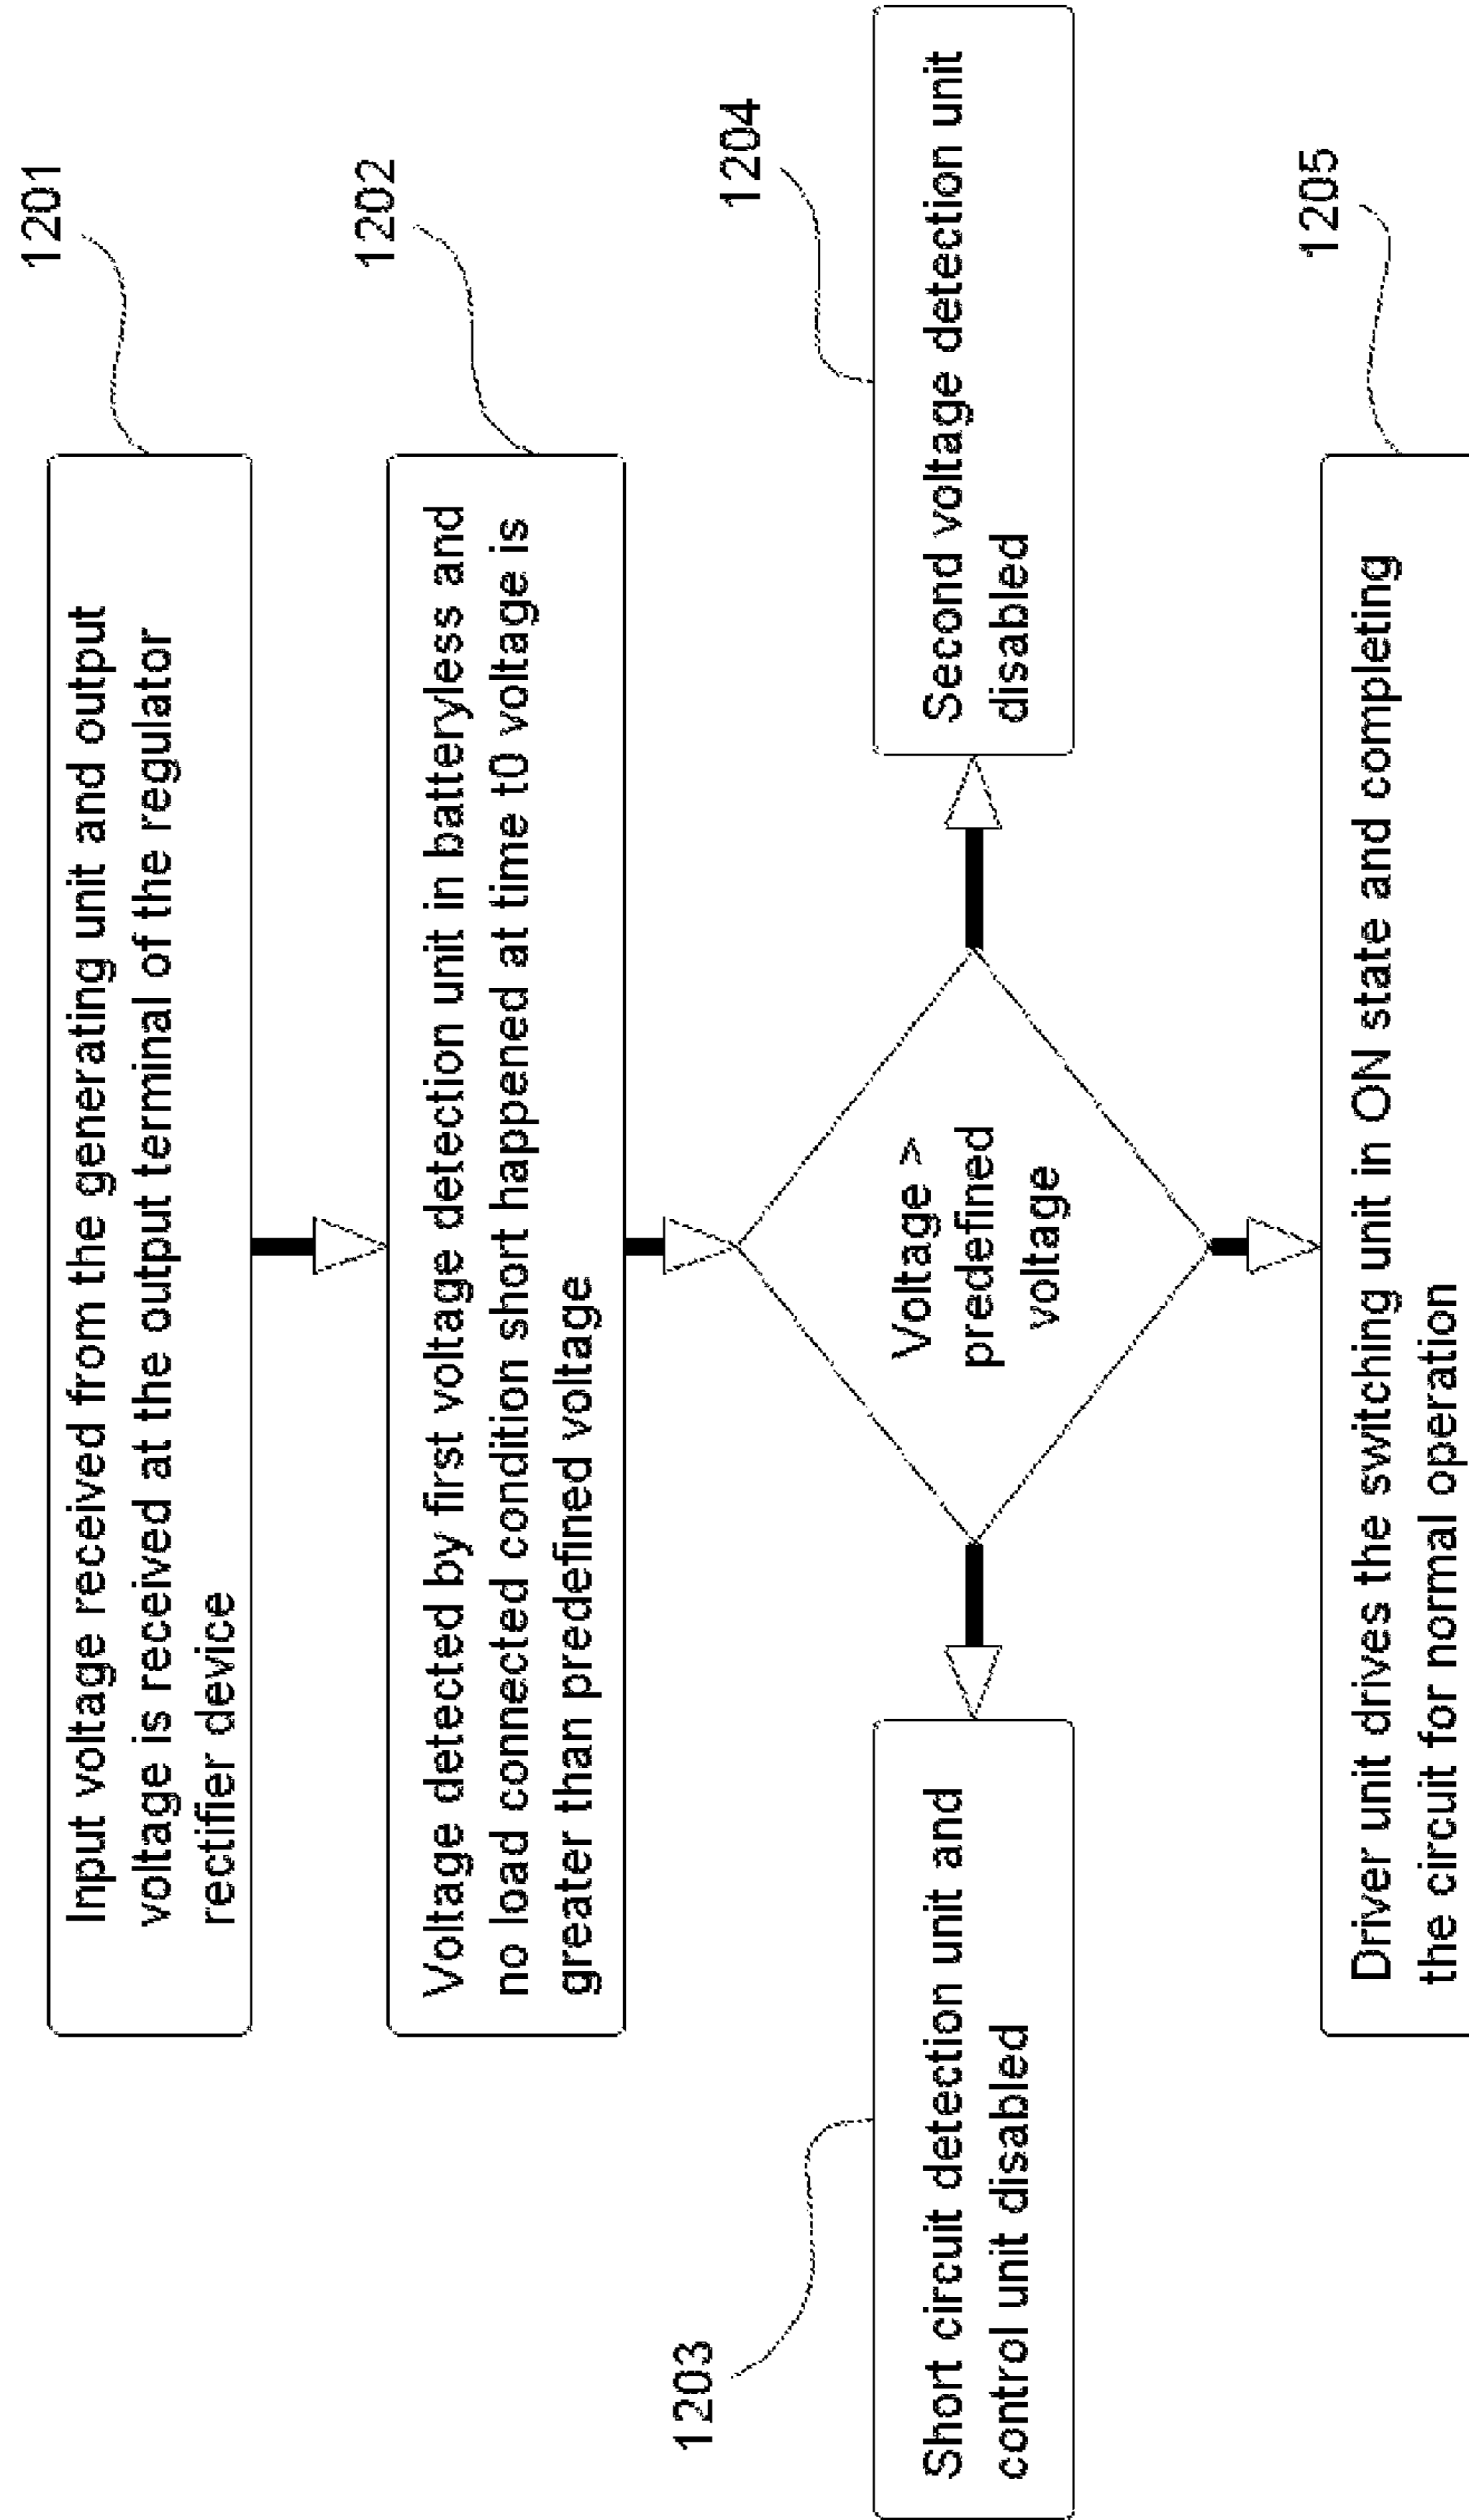 1201
Input voltage received from the generating unit and output
voltage is received at the output terminal of the regulator
rectifier device
1202
Voltage detected by first voltage detection unit in batteryless and
no load connected condition short happened at time t0 voltage is
greater than predefined voltage
1203
Short circuit detection unit and
control unit disabled
Voltage >
predefined
voltage
1204
Second voltage detection unit
disabled
1205
Driver unit drives the switching unit in ON state and completing
the circuit for normal operation